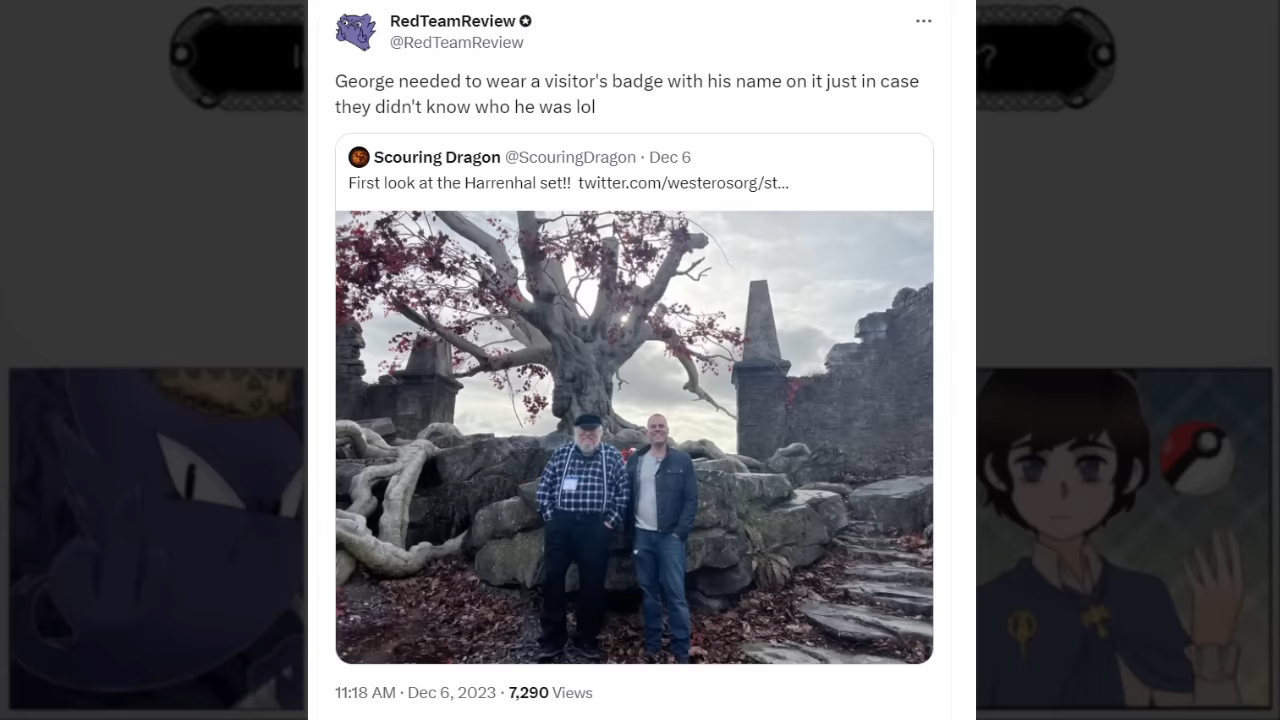 RedTeamReview
@RedTeamReview
George needed to wear a visitor's badge with his name on it just in case
they didn't know who he was lol
Scouring Dragon @ScouringDragon · Dec 6
First look at the Harrenhal set!! twitter.com/westerosorg/st...
11:18 AM · Dec 6, 2023 · 7,290 Views